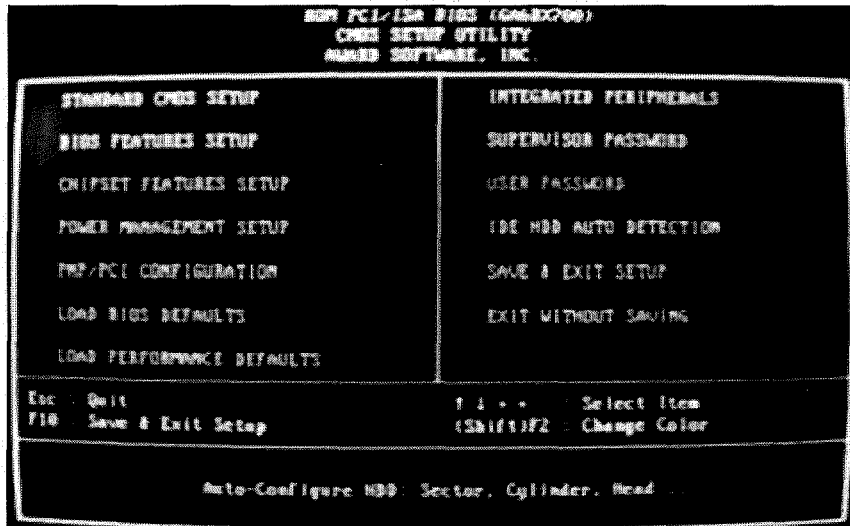 ROM PCI/ISA BIOS
CMOS SETUP UTILITY
AWARD SOFTWARE, INC.
STANDARD CMOS SETUP
BIOS FEATURES SETUP
CHIPSET FEATURES SETUP
POWER MANAGEMENT SETUP
PNP/PCI CONFIGURATION
LOAD BIOS DEFAULTS
LOAD PERFORMANCE DEFAULTS
INTEGRATED PERIPHERALS
SUPERVISOR PASSWORD
USER PASSWORD
IDE HDD AUTO DETECTION
SAVE & EXIT SETUP
EXIT WITHOUT SAVING
Esc : Quit
F10 : Save & Exit Setup
↑ ↓ → ← : Select Item
(Shift)F2 : Change Color
Auto-Configure HDD: Sector, Cylinder, Head ...